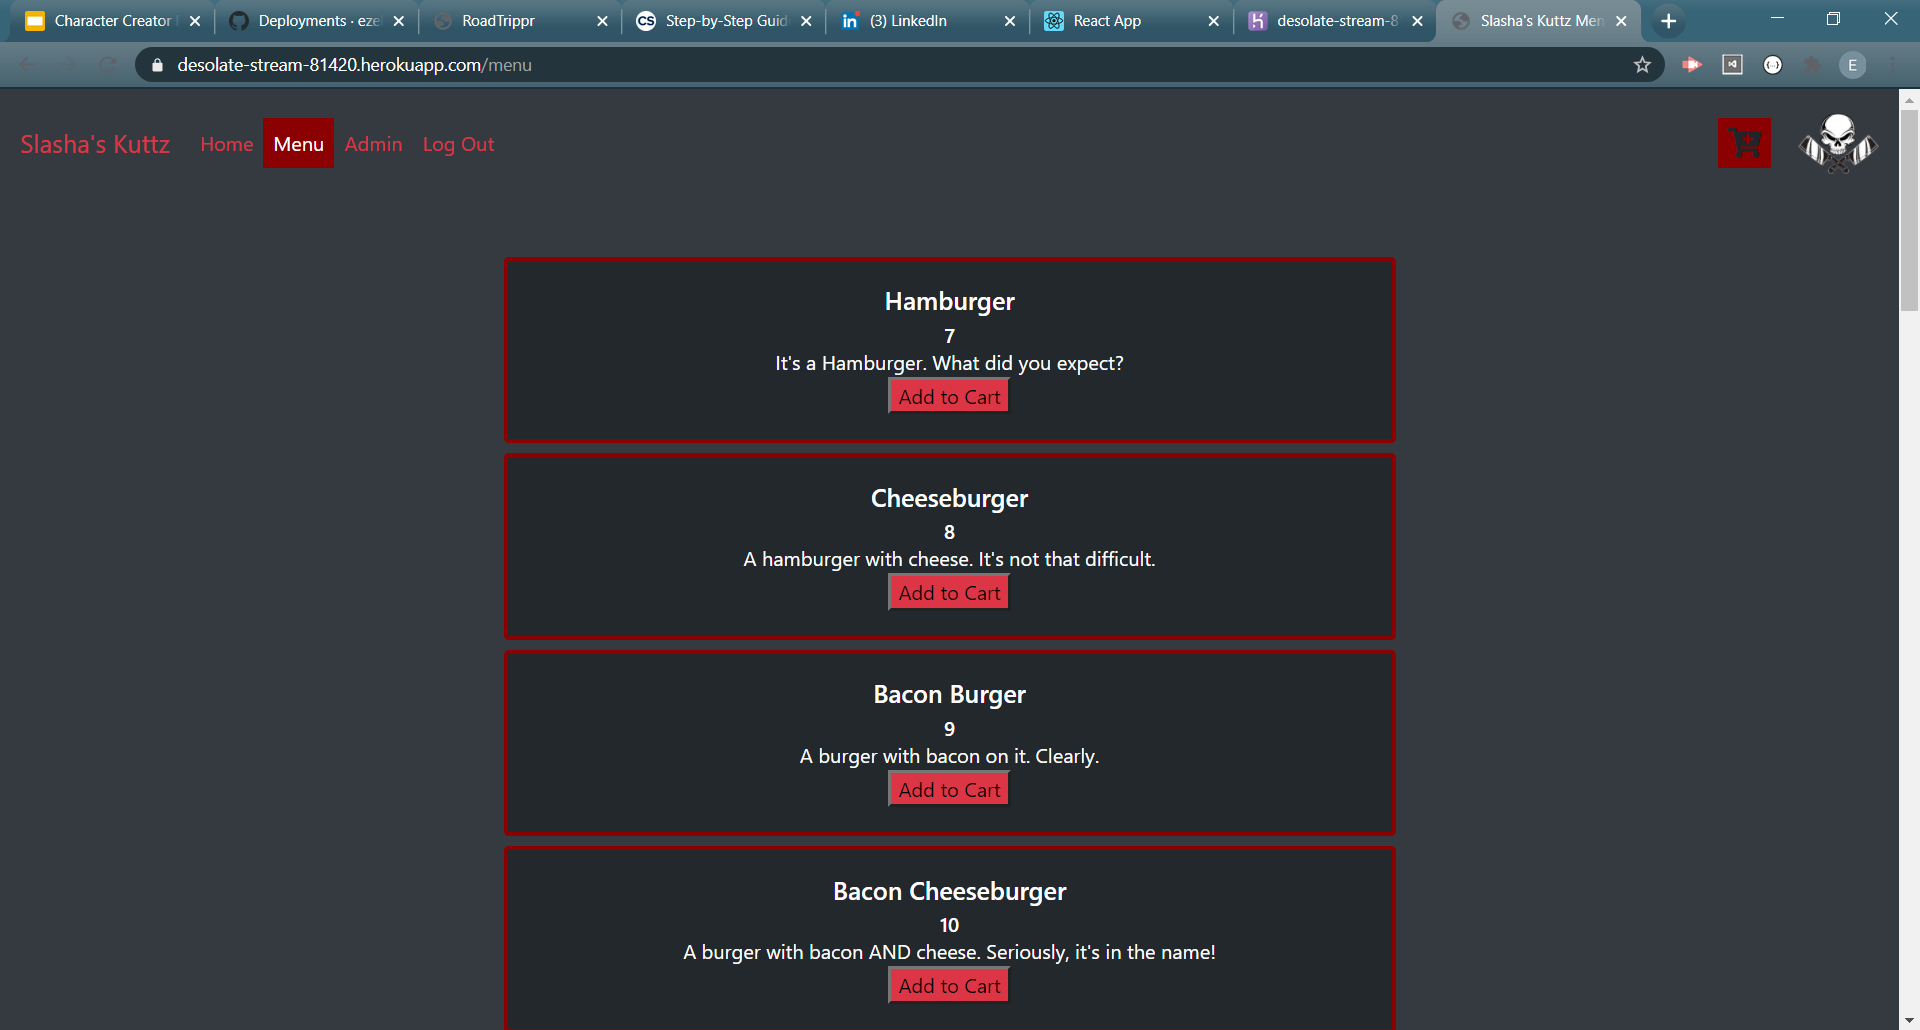 Character Creator
Deployments · eze
RoadTrippr
Step-by-Step Guid
(3) LinkedIn
React App
desolate-stream-8
Slasha's Kuttz Men
desolate-stream-81420.herokuapp.com/menu
E
Slasha's Kuttz
Home
Menu
Admin
Log Out
Hamburger
7
It's a Hamburger. What did you expect?
Add to Cart
Cheeseburger
8
A hamburger with cheese. It's not that difficult.
Add to Cart
Bacon Burger
9
A burger with bacon on it. Clearly.
Add to Cart
Bacon Cheeseburger
10
A burger with bacon AND cheese. Seriously, it's in the name!
Add to Cart